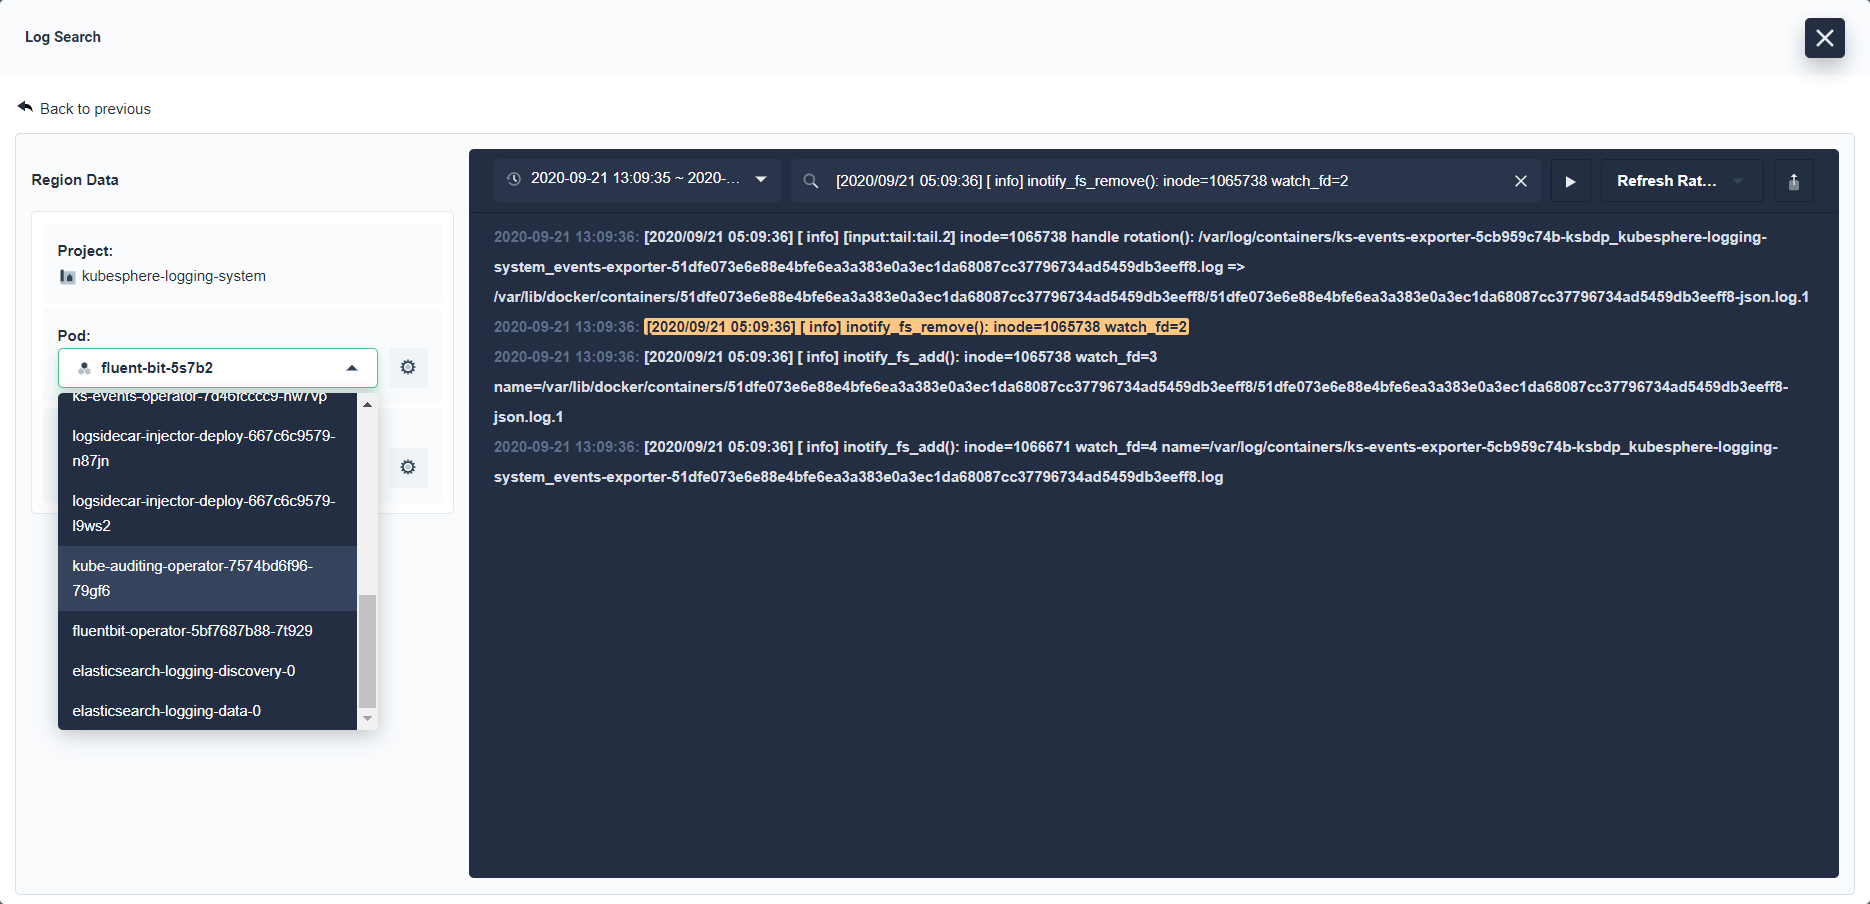 Log Search
Back to previous
Region Data
Project:
kubesphere-logging-system
Pod:
fluent-bit-5s7b2
ks-events-operator-7d46fcccc9-nw7vp
logsidecar-injector-deploy-667c6c9579-
n87jn
logsidecar-injector-deploy-667c6c9579-
l9ws2
kube-auditing-operator-7574bd6f96-
79gf6
fluentbit-operator-5bf7687b88-7t929
elasticsearch-logging-discovery-0
elasticsearch-logging-data-0
2020-09-21 13:09:35 ~ 2020-...
[2020/09/21 05:09:36] [ info] inotify_fs_remove(): inode=1065738 watch_fd=2
Refresh Rat...
2020-09-21 13:09:36: [2020/09/21 05:09:36] [ info] [input:tail:tail.2] inode=1065738 handle rotation(): /var/log/containers/ks-events-exporter-5cb959c74b-ksbdp_kubesphere-logging-
system_events-exporter-51dfe073e6e88e4bfe6ea3a383e0a3ec1da68087cc37796734ad5459db3eeff8.log =>
/var/lib/docker/containers/51dfe073e6e88e4bfe6ea3a383e0a3ec1da68087cc37796734ad5459db3eeff8/51dfe073e6e88e4bfe6ea3a383e0a3ec1da68087cc37796734ad5459db3eeff8-json.log.1
2020-09-21 13:09:36: [2020/09/21 05:09:36] [ info] inotify_fs_remove(): inode=1065738 watch_fd=2
2020-09-21 13:09:36: [2020/09/21 05:09:36] [ info] inotify_fs_add(): inode=1065738 watch_fd=3
name=/var/lib/docker/containers/51dfe073e6e88e4bfe6ea3a383e0a3ec1da68087cc37796734ad5459db3eeff8/51dfe073e6e88e4bfe6ea3a383e0a3ec1da68087cc37796734ad5459db3eeff8-
json.log.1
2020-09-21 13:09:36: [2020/09/21 05:09:36] [ info] inotify_fs_add(): inode=1066671 watch_fd=4 name=/var/log/containers/ks-events-exporter-5cb959c74b-ksbdp_kubesphere-logging-
system_events-exporter-51dfe073e6e88e4bfe6ea3a383e0a3ec1da68087cc37796734ad5459db3eeff8.log